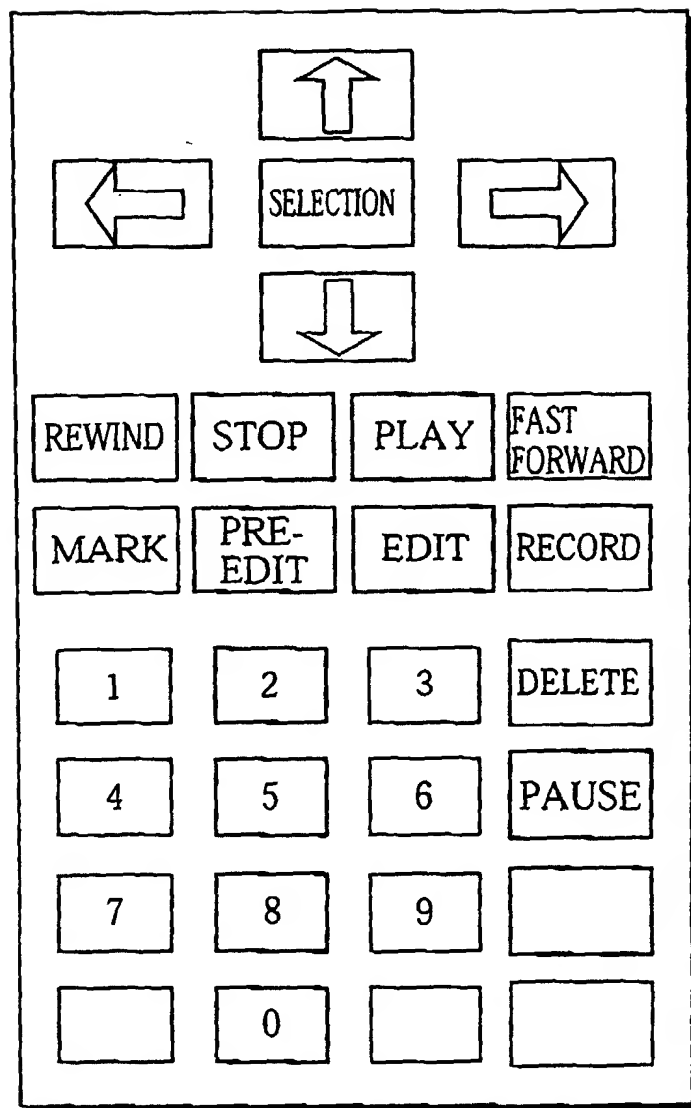 SELECTION
REWIND STOP PLAY FAST FORWARD
MARK PRE-EDIT EDIT RECORD
1 2 3 DELETE
4 5 6 PAUSE
7 8 9
0